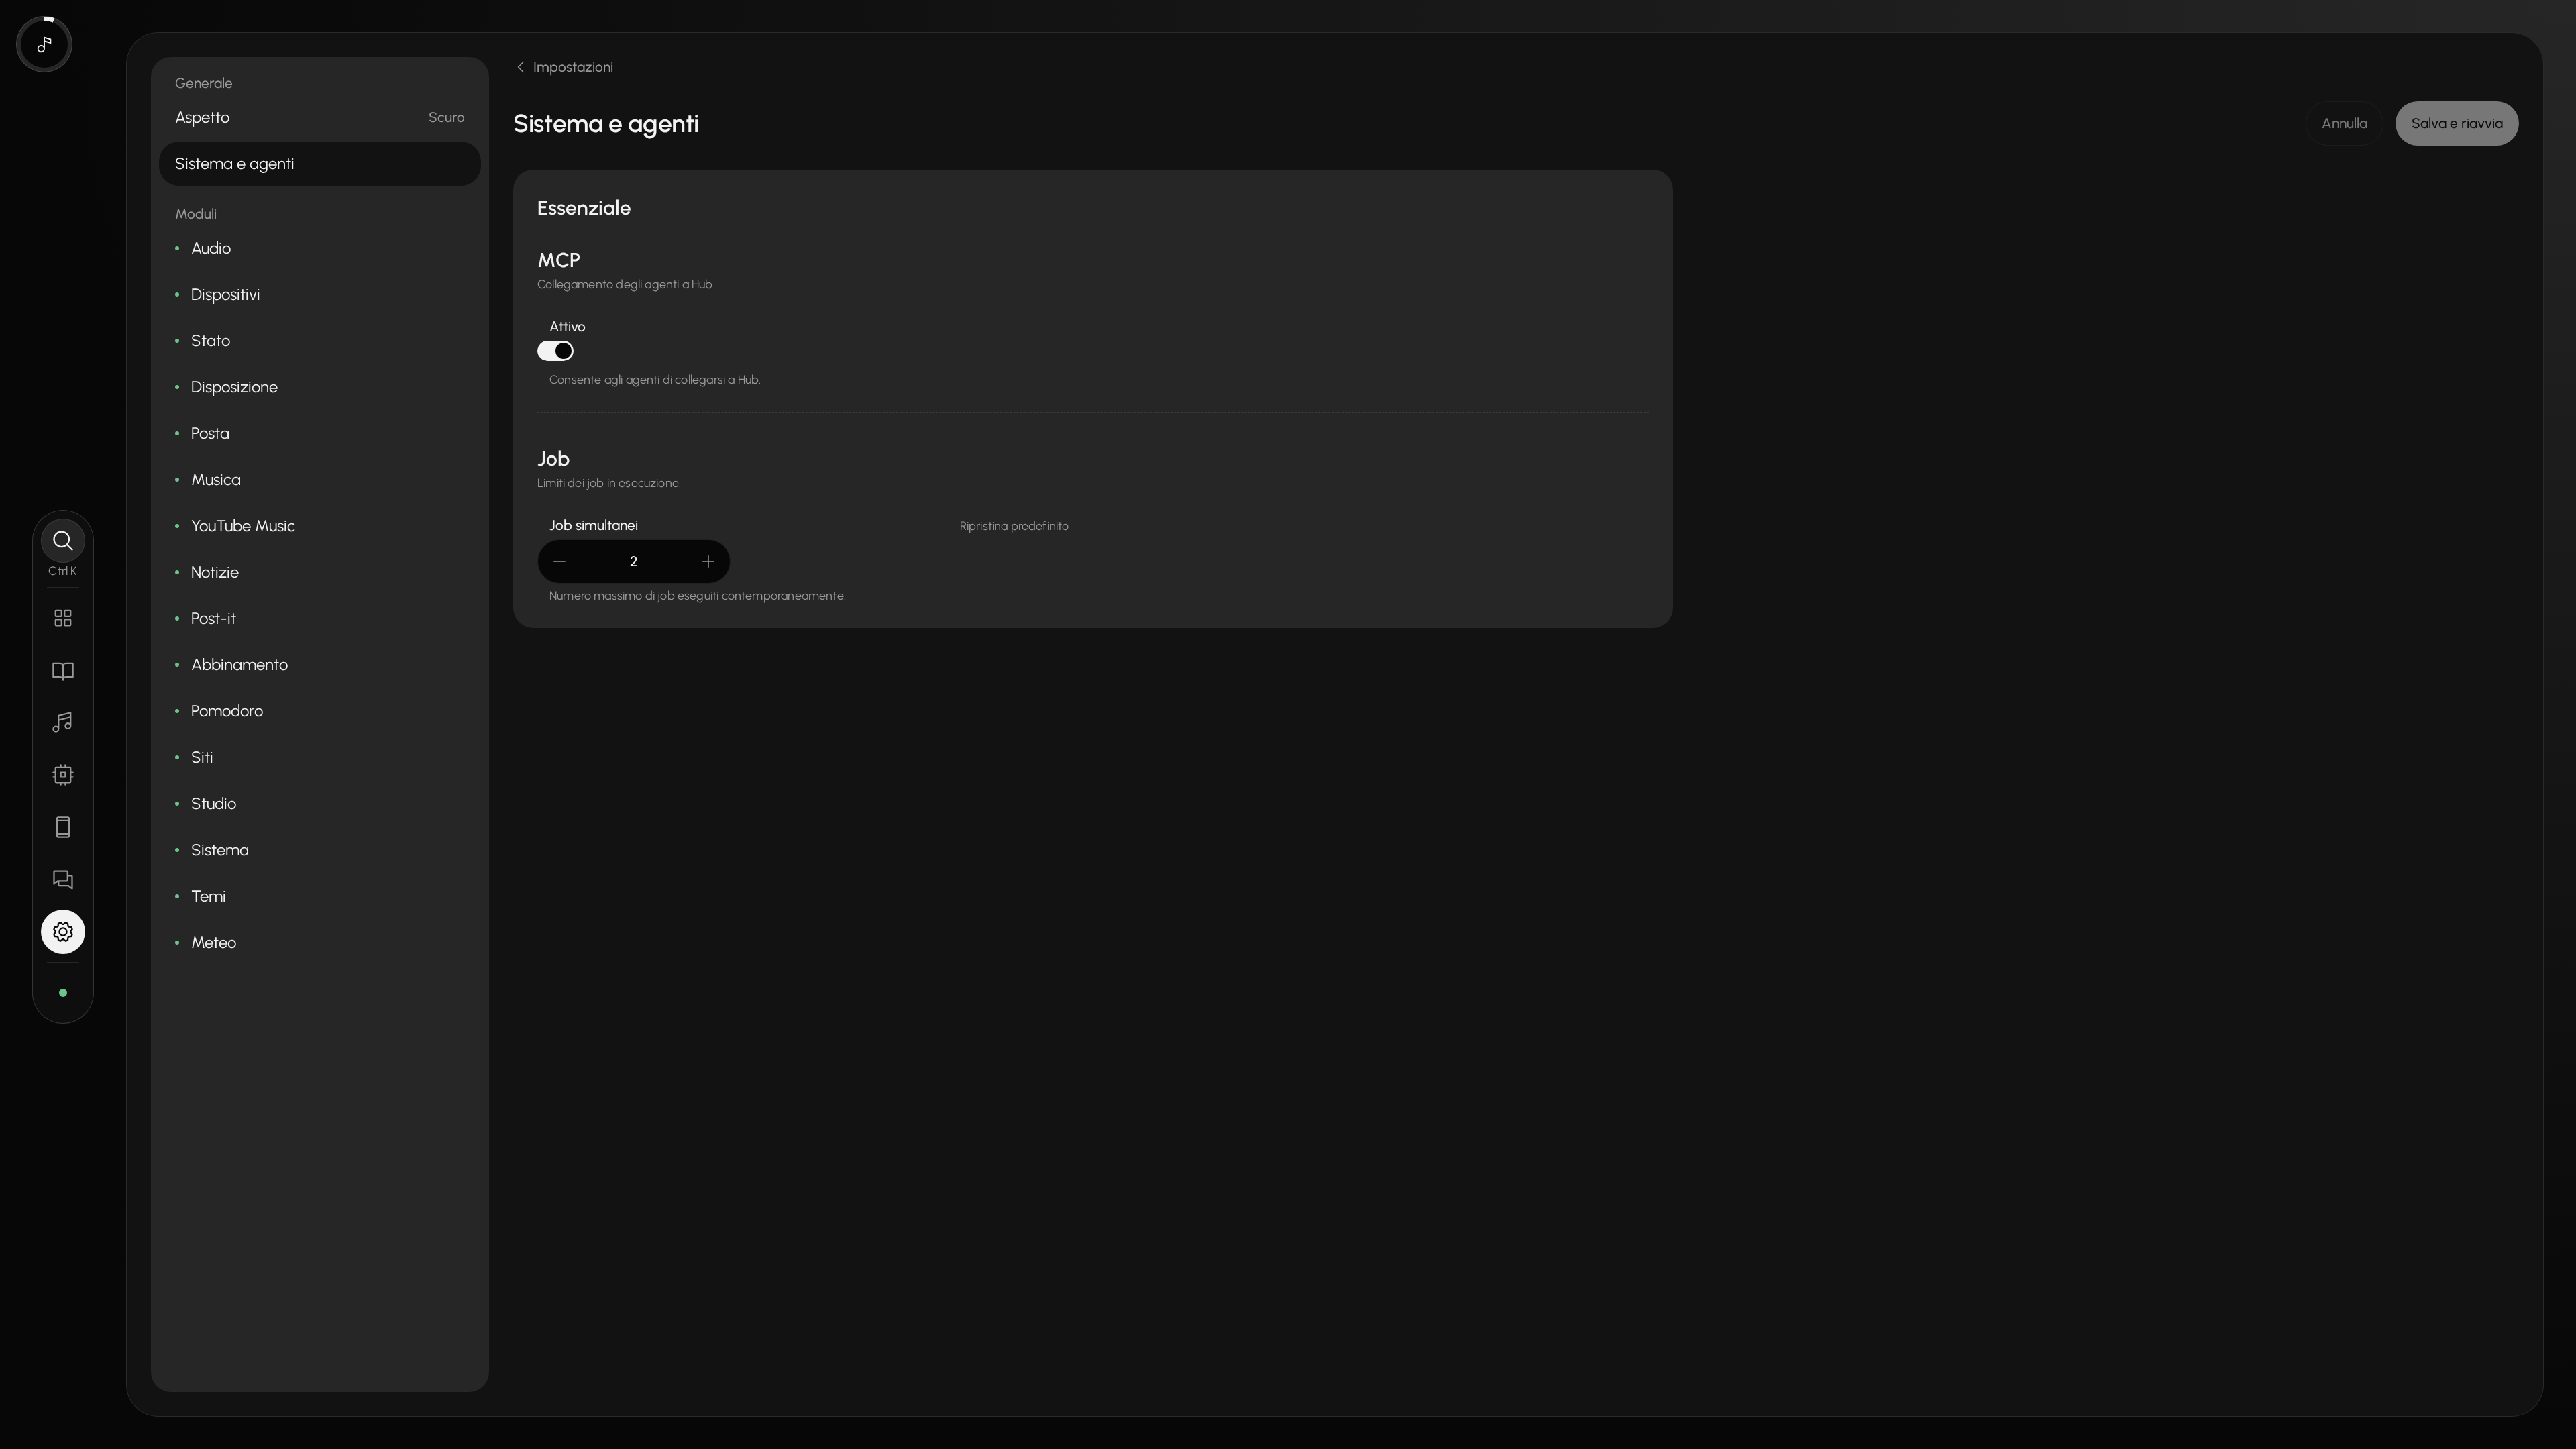 Generale
Aspetto
Scuro
Sistema e agenti
Moduli
Audio
Dispositivi
Stato
Disposizione
Posta
Musica
YouTube Music
Notizie
Post-it
Abbinamento
Pomodoro
Siti
Studio
Sistema
Temi
Meteo
Ctrl K
Impostazioni
Sistema e agenti
Annulla
Salva e riavvia
Essenziale
MCP
Collegamento degli agenti a Hub.
Attivo
Consente agli agenti di collegarsi a Hub.
Job
Limiti dei job in esecuzione.
Job simultanei
Ripristina predefinito
2
Numero massimo di job eseguiti contemporaneamente.